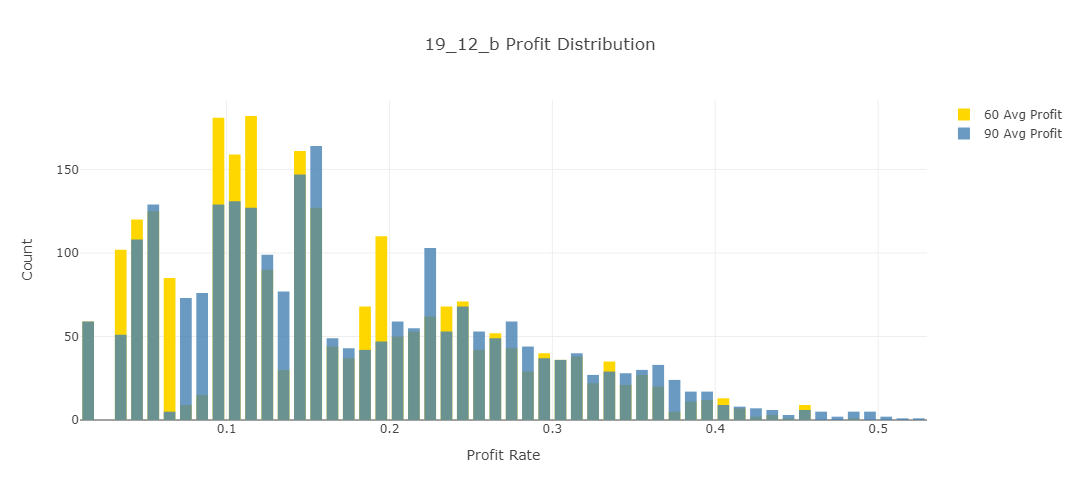 19_12_b Profit Distribution
60 Avg Profit
90 Avg Profit
150
100
50
0
0.1 0.2 0.3 0.4 0.5
Count
Profit Rate